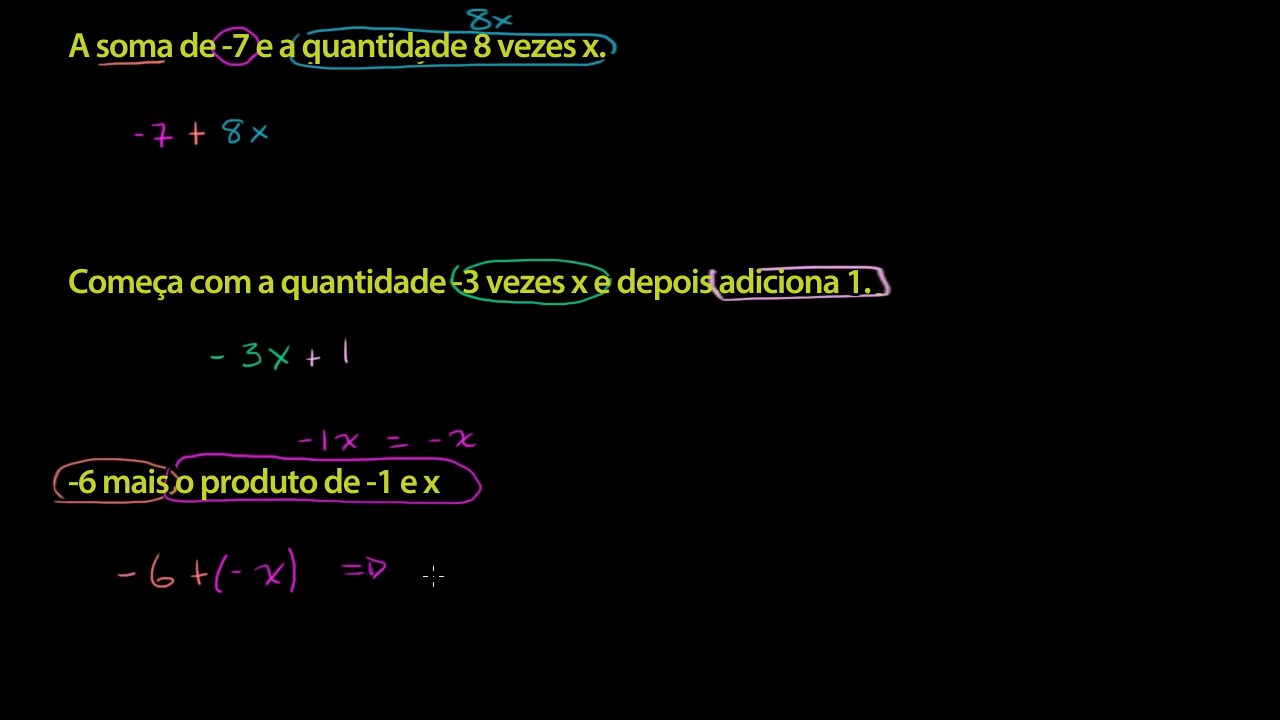 8x
A soma de -7 e a quantidade 8 vezes x.
-7 + 8x
Começa com a quantidade -3 vezes x e depois adiciona 1.
- 3x + 1
-1x = -x
-6 mais o produto de -1 e x
- 6 + (- x) =>